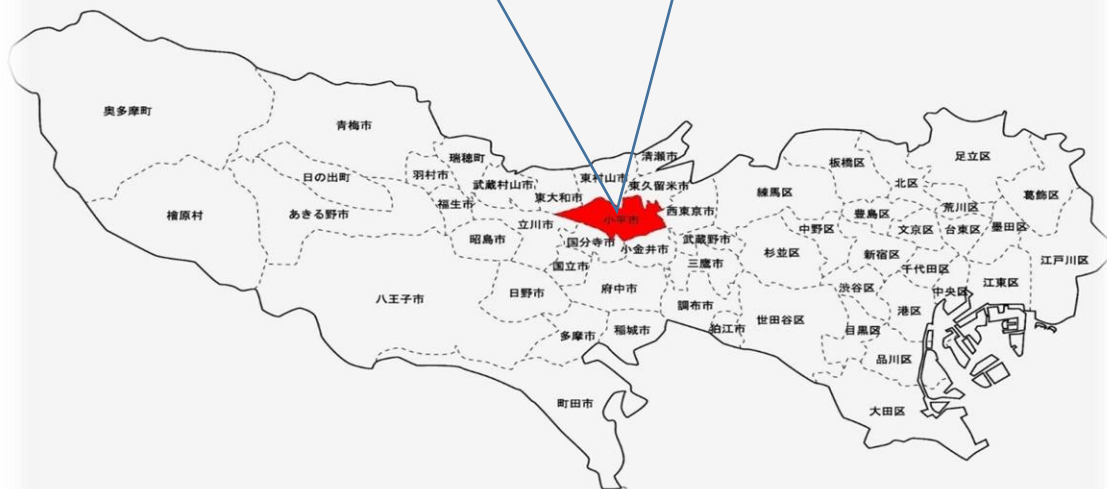 奥多摩町
青梅市
瑞穂町
羽村市
日の出町
檜原村
あきる野市
福生市
武蔵村山市
東大和市
東村山市
清瀬市
東久留米市
西東京市
小平市
立川市
昭島市
国分寺市
小金井市
武蔵野市
三鷹市
国立市
八王子市
日野市
府中市
調布市
狛江市
多摩市
稲城市
町田市
練馬区
板橋区
北区
足立区
葛飾区
荒川区
豊島区
文京区
台東区
墨田区
中野区
杉並区
新宿区
千代田区
江戸川区
渋谷区
中央区
江東区
港区
世田谷区
目黒区
品川区
大田区